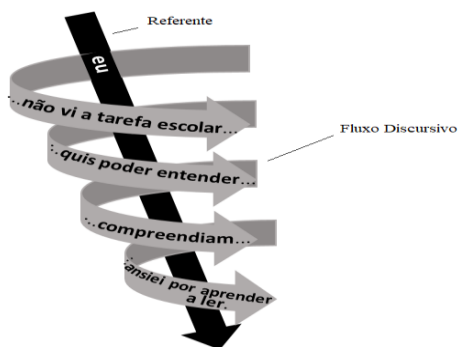 Referente
eu
...não vi a tarefa escolar...
...quis poder entender...
Fluxo Discursivo
...compreendiam...
...ansiei por aprender
a ler.